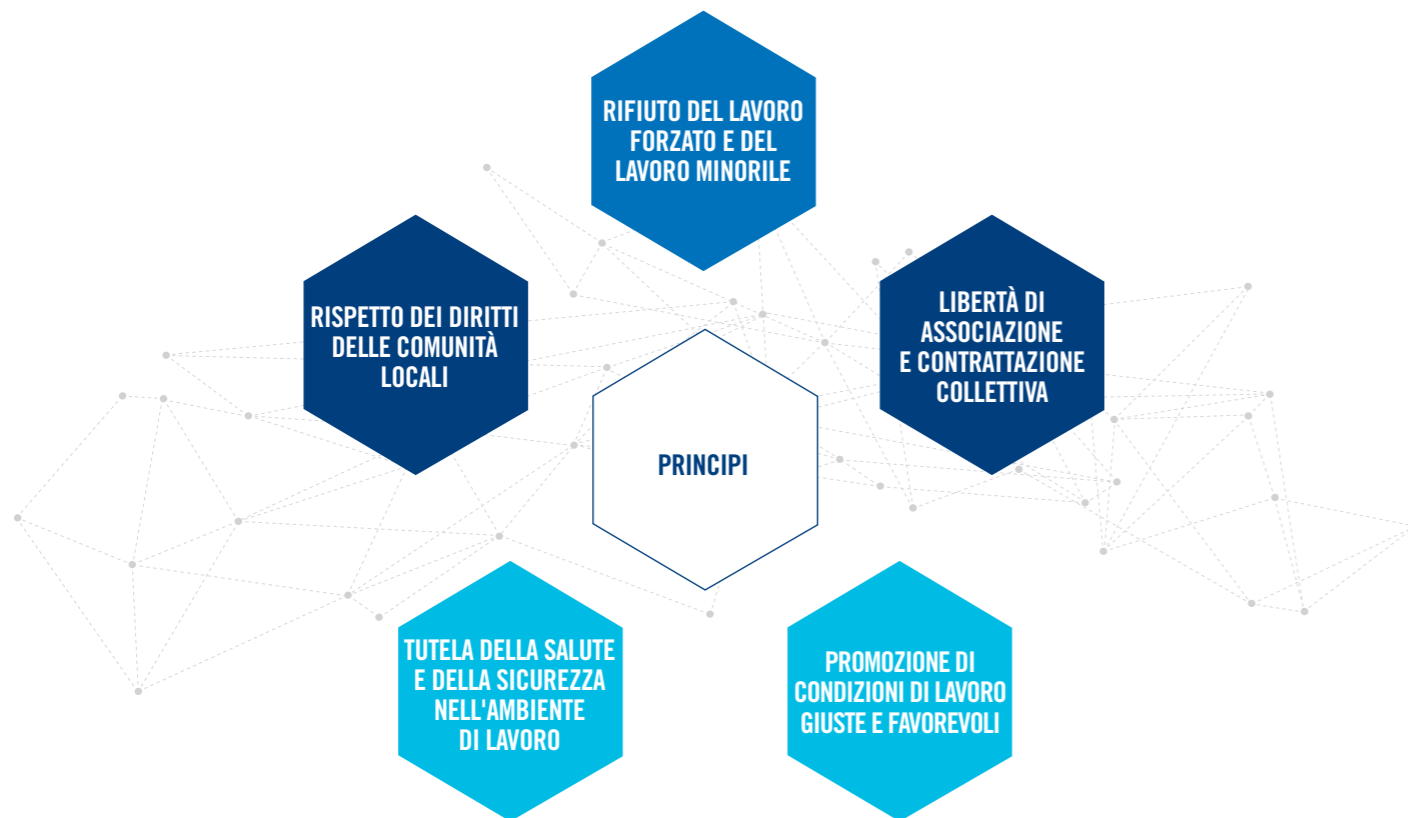 RIFIUTO DEL LAVORO
FORZATO E DEL
LAVORO MINORILE
RISPETTO DEI DIRITTI
DELLE COMUNITÀ
LOCALI
LIBERTÀ DI
ASSOCIAZIONE
E CONTRATTAZIONE
COLLETTIVA
PRINCIPI
TUTELA DELLA SALUTE
E DELLA SICUREZZA
NELL'AMBIENTE
DI LAVORO
PROMOZIONE DI
CONDIZIONI DI LAVORO
GIUSTE E FAVOREVOLI